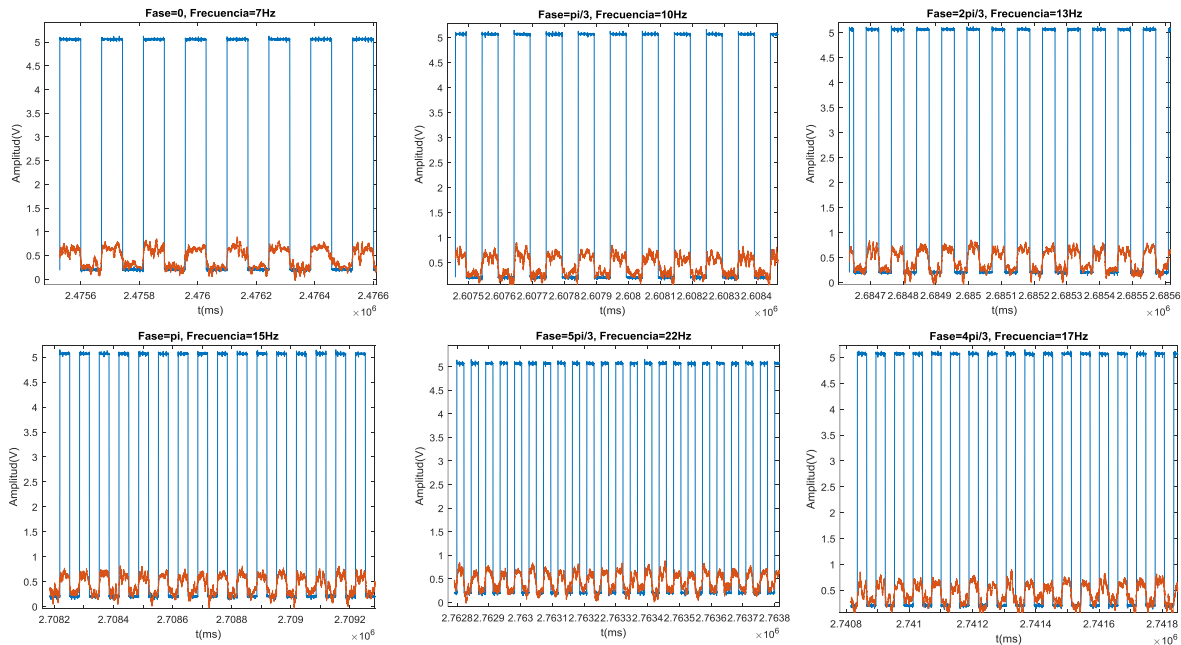 Fase=0, Frecuencia=7Hz
5
4.5
4
3.5
3
2.5
2
1.5
1
0.5
0
Amplitud(V)
2.4756 2.4758 2.476 2.4762 2.4764 2.4766
t(ms)
×10^6
Fase=pi/3, Frecuencia=10Hz
5
4.5
4
3.5
3
2.5
2
1.5
1
0.5
Amplitud(V)
2.6075 2.6076 2.6077 2.6078 2.6079 2.608 2.6081 2.6082 2.6083 2.6084
t(ms)
×10^6
Fase=2pi/3, Frecuencia=13Hz
5
4.5
4
3.5
3
2.5
2
1.5
1
0.5
0
Amplitud(V)
2.6847 2.6848 2.6849 2.685 2.6851 2.6852 2.6853 2.6854 2.6855 2.6856
t(ms)
×10^6
Fase=pi, Frecuencia=15Hz
5
4.5
4
3.5
3
2.5
2
1.5
1
0.5
0
Amplitud(V)
2.7082 2.7084 2.7086 2.7088 2.709 2.7092
t(ms)
×10^6
Fase=5pi/3, Frecuencia=22Hz
5
4.5
4
3.5
3
2.5
2
1.5
1
0.5
0
Amplitud(V)
2.7628 2.7629 2.763 2.7631 2.7632 2.7633 2.7634 2.7635 2.7636 2.7637 2.7638
t(ms)
×10^6
Fase=4pi/3, Frecuencia=17Hz
5
4.5
4
3.5
3
2.5
2
1.5
1
0.5
Amplitud(V)
2.7408 2.741 2.7412 2.7414 2.7416 2.7418
t(ms)
×10^6